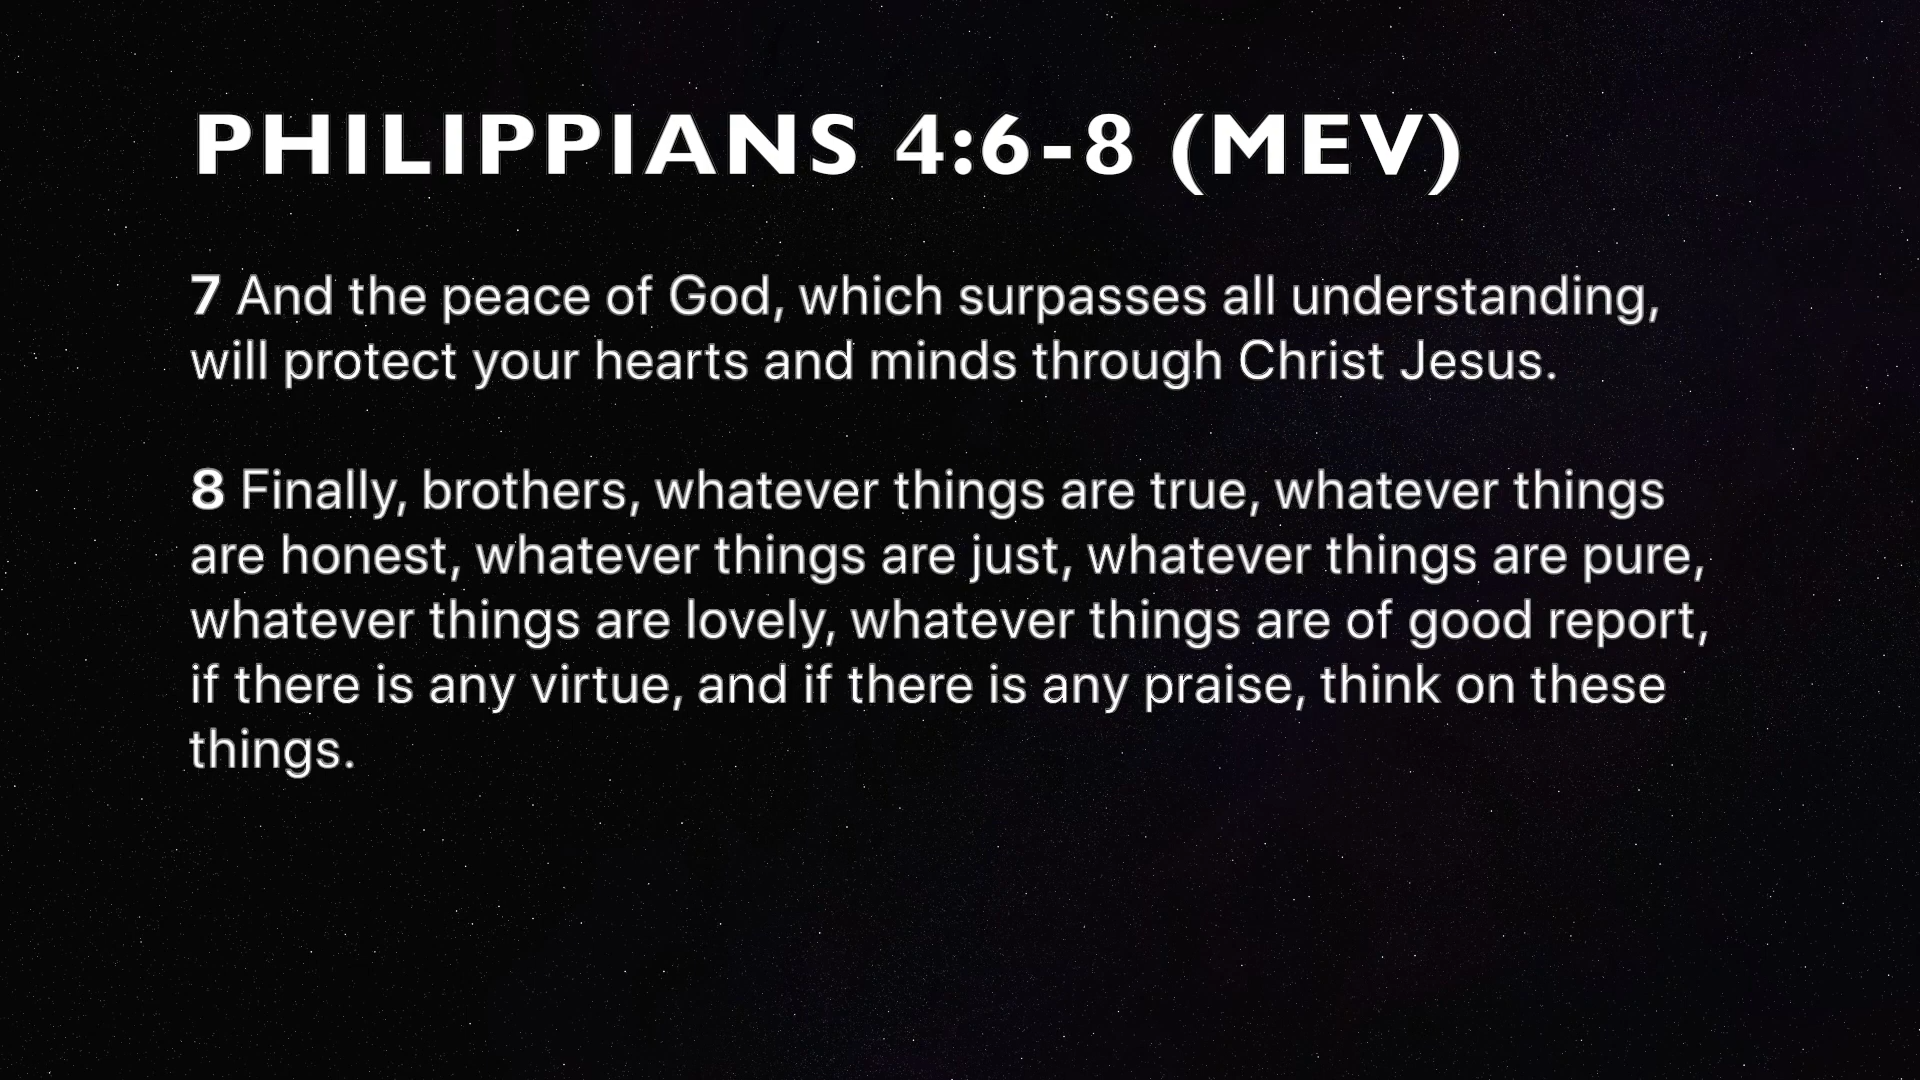 PHILIPPIANS 4:6-8 (MEV)
7 And the peace of God, which surpasses all understanding,
will protect your hearts and minds through Christ Jesus.
8 Finally, brothers, whatever things are true, whatever things
are honest, whatever things are just, whatever things are pure,
whatever things are lovely, whatever things are of good report,
if there is any virtue, and if there is any praise, think on these
things.